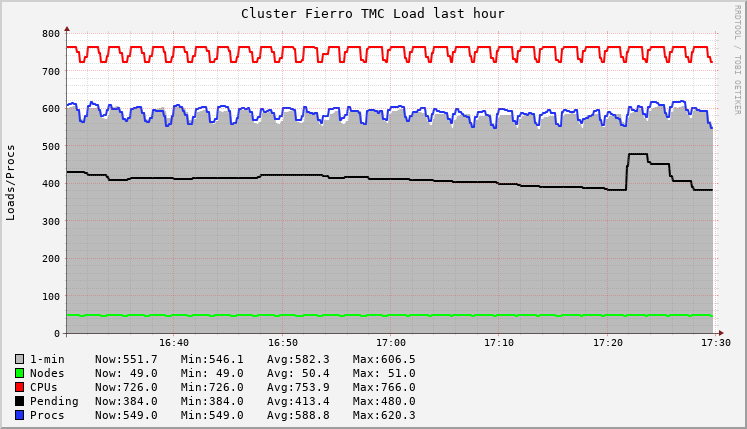 Cluster Fierro TMC Load last hour
RRDTOOL / TOBI OETIKER
Loads/Procs
800
700
600
500
400
300
200
100
0
16:40 16:50 17:00 17:10 17:20 17:30
1-min Now:551.7 Min:546.1 Avg:582.3 Max:606.5
Nodes Now: 49.0 Min: 49.0 Avg: 50.4 Max: 51.0
CPUs Now:726.0 Min:726.0 Avg:753.9 Max:766.0
Pending Now:384.0 Min:384.0 Avg:413.4 Max:480.0
Procs Now:549.0 Min:549.0 Avg:588.8 Max:620.3